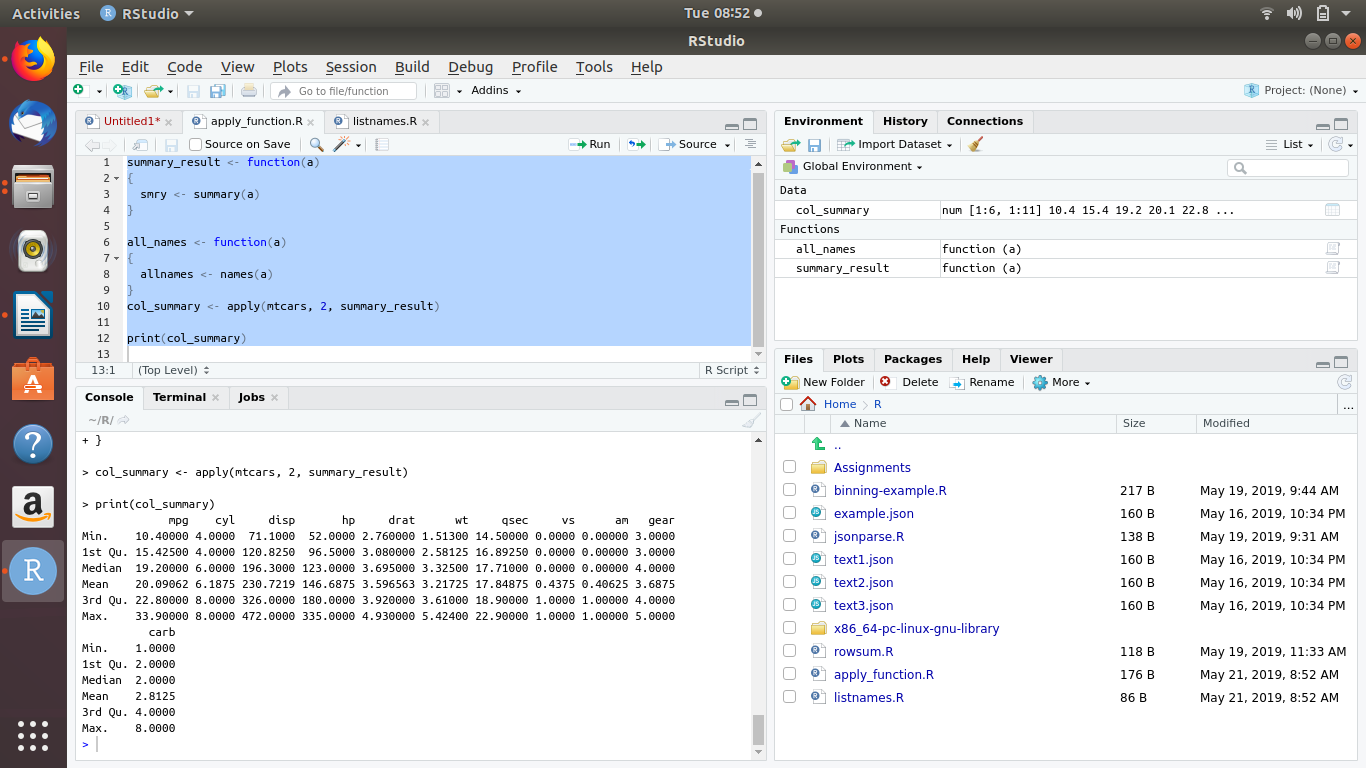 Activities RStudio Tue 08:52
RStudio
File Edit Code View Plots Session Build Debug Profile Tools Help
Go to file/function Addins Project: (None)
Untitled1* apply_function.R listnames.R
Source on Save Run Source
1 summary_result <- function(a)
2 {
3   smry <- summary(a)
4 }
5
6 all_names <- function(a)
7 {
8   allnames <- names(a)
9 }
10 col_summary <- apply(mtcars, 2, summary_result)
11
12 print(col_summary)
13
13:1 (Top Level) R Script
Console Terminal Jobs
~/R/
+ }
> col_summary <- apply(mtcars, 2, summary_result)
> print(col_summary)
mpg cyl disp hp drat wt qsec vs am gear
Min. 10.40000 4.0000 71.1000 52.0000 2.760000 1.51300 14.50000 0.0000 0.00000 3.0000
1st Qu. 15.42500 4.0000 120.8250 96.5000 3.080000 2.58125 16.89250 0.0000 0.00000 3.0000
Median 19.20000 6.0000 196.3000 123.0000 3.695000 3.32500 17.71000 0.0000 0.00000 4.0000
Mean 20.09062 6.1875 230.7219 146.6875 3.596563 3.21725 17.84875 0.4375 0.40625 3.6875
3rd Qu. 22.80000 8.0000 326.0000 180.0000 3.920000 3.61000 18.90000 1.0000 1.00000 4.0000
Max. 33.90000 8.0000 472.0000 335.0000 4.930000 5.42400 22.90000 1.0000 1.00000 5.0000
carb
Min. 1.0000
1st Qu. 2.0000
Median 2.0000
Mean 2.8125
3rd Qu. 4.0000
Max. 8.0000
>
Environment History Connections
Import Dataset List
Global Environment
Data
col_summary num [1:6, 1:11] 10.4 15.4 19.2 20.1 22.8 ...
Functions
all_names function (a)
summary_result function (a)
Files Plots Packages Help Viewer
New Folder Delete Rename More
Home R ...
Name Size Modified
..
Assignments
binning-example.R 217 B May 19, 2019, 9:44 AM
example.json 160 B May 16, 2019, 10:34 PM
jsonparse.R 138 B May 19, 2019, 9:31 AM
text1.json 160 B May 16, 2019, 10:34 PM
text2.json 160 B May 16, 2019, 10:34 PM
text3.json 160 B May 16, 2019, 10:34 PM
x86_64-pc-linux-gnu-library
rowsum.R 118 B May 19, 2019, 11:33 AM
apply_function.R 176 B May 21, 2019, 8:52 AM
listnames.R 86 B May 21, 2019, 8:52 AM